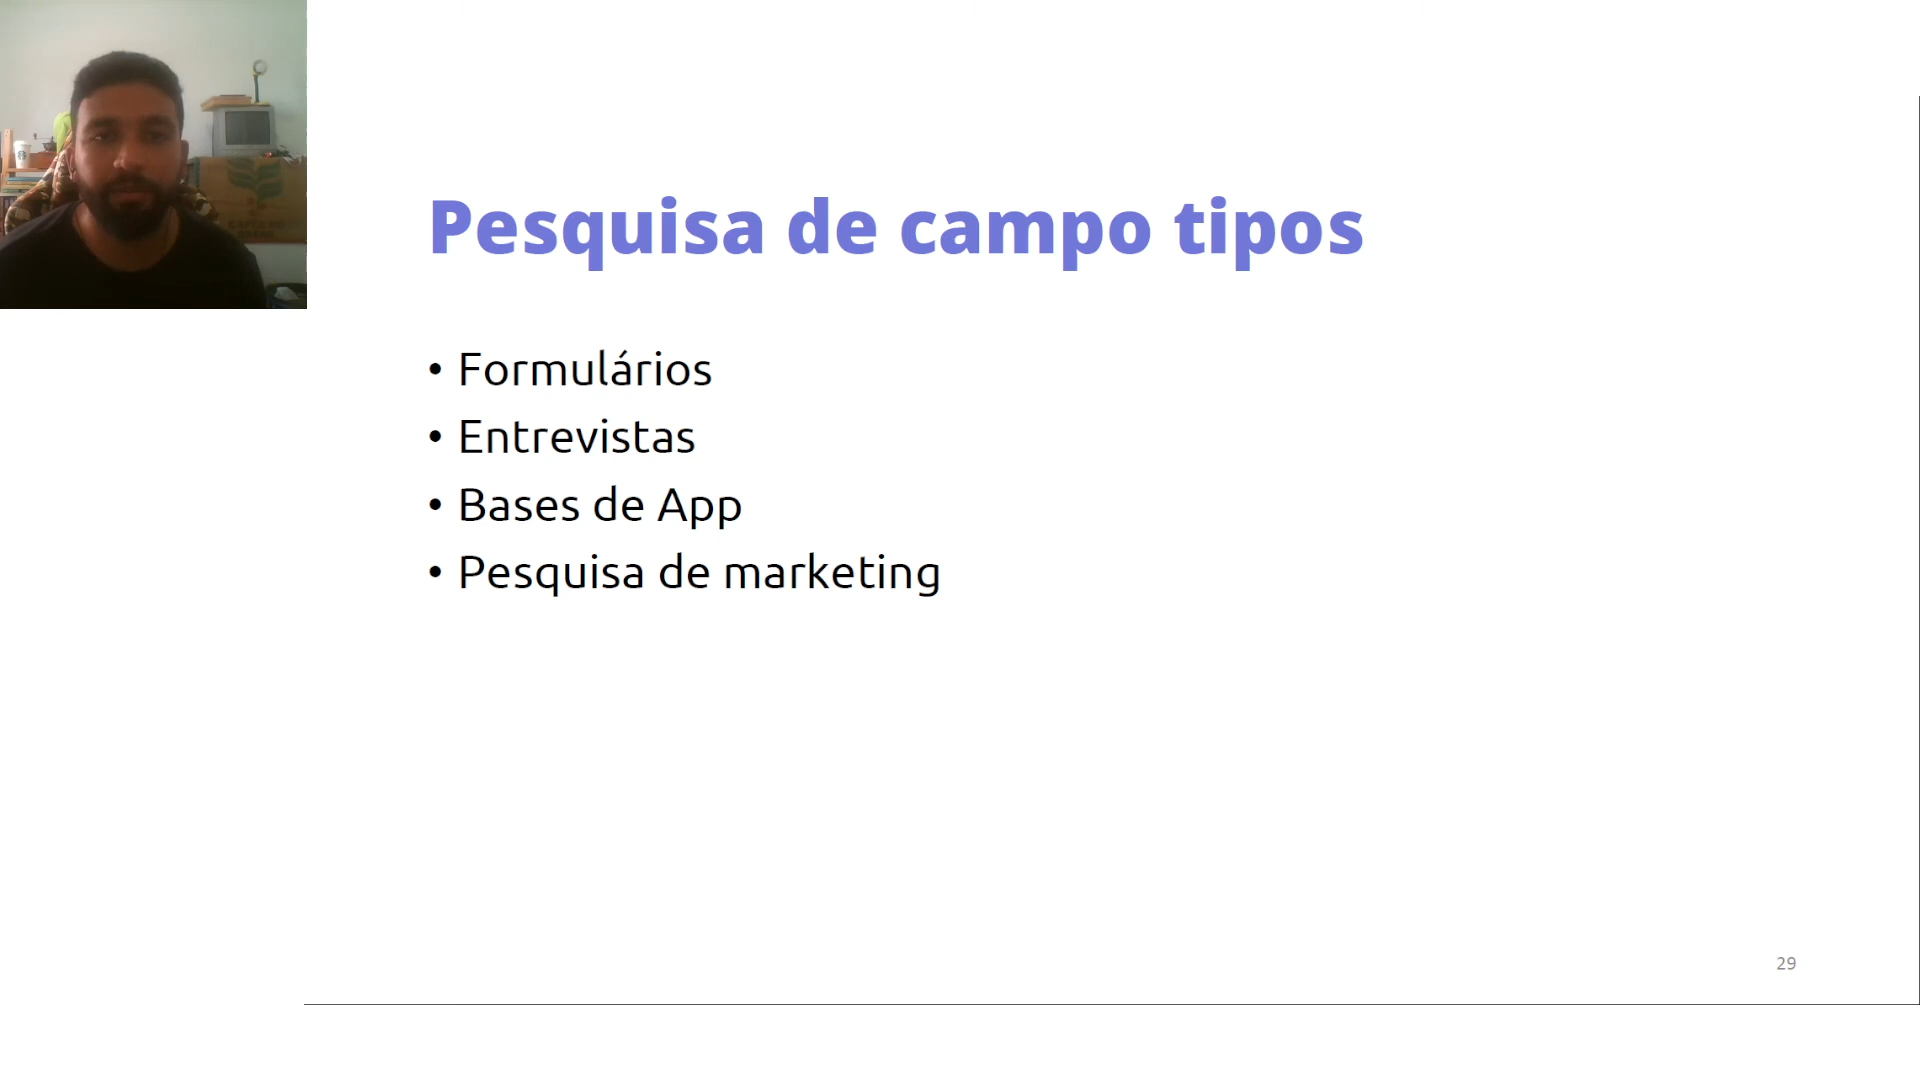 Pesquisa de campo tipos
• Formulários
• Entrevistas
• Bases de App
• Pesquisa de marketing
29